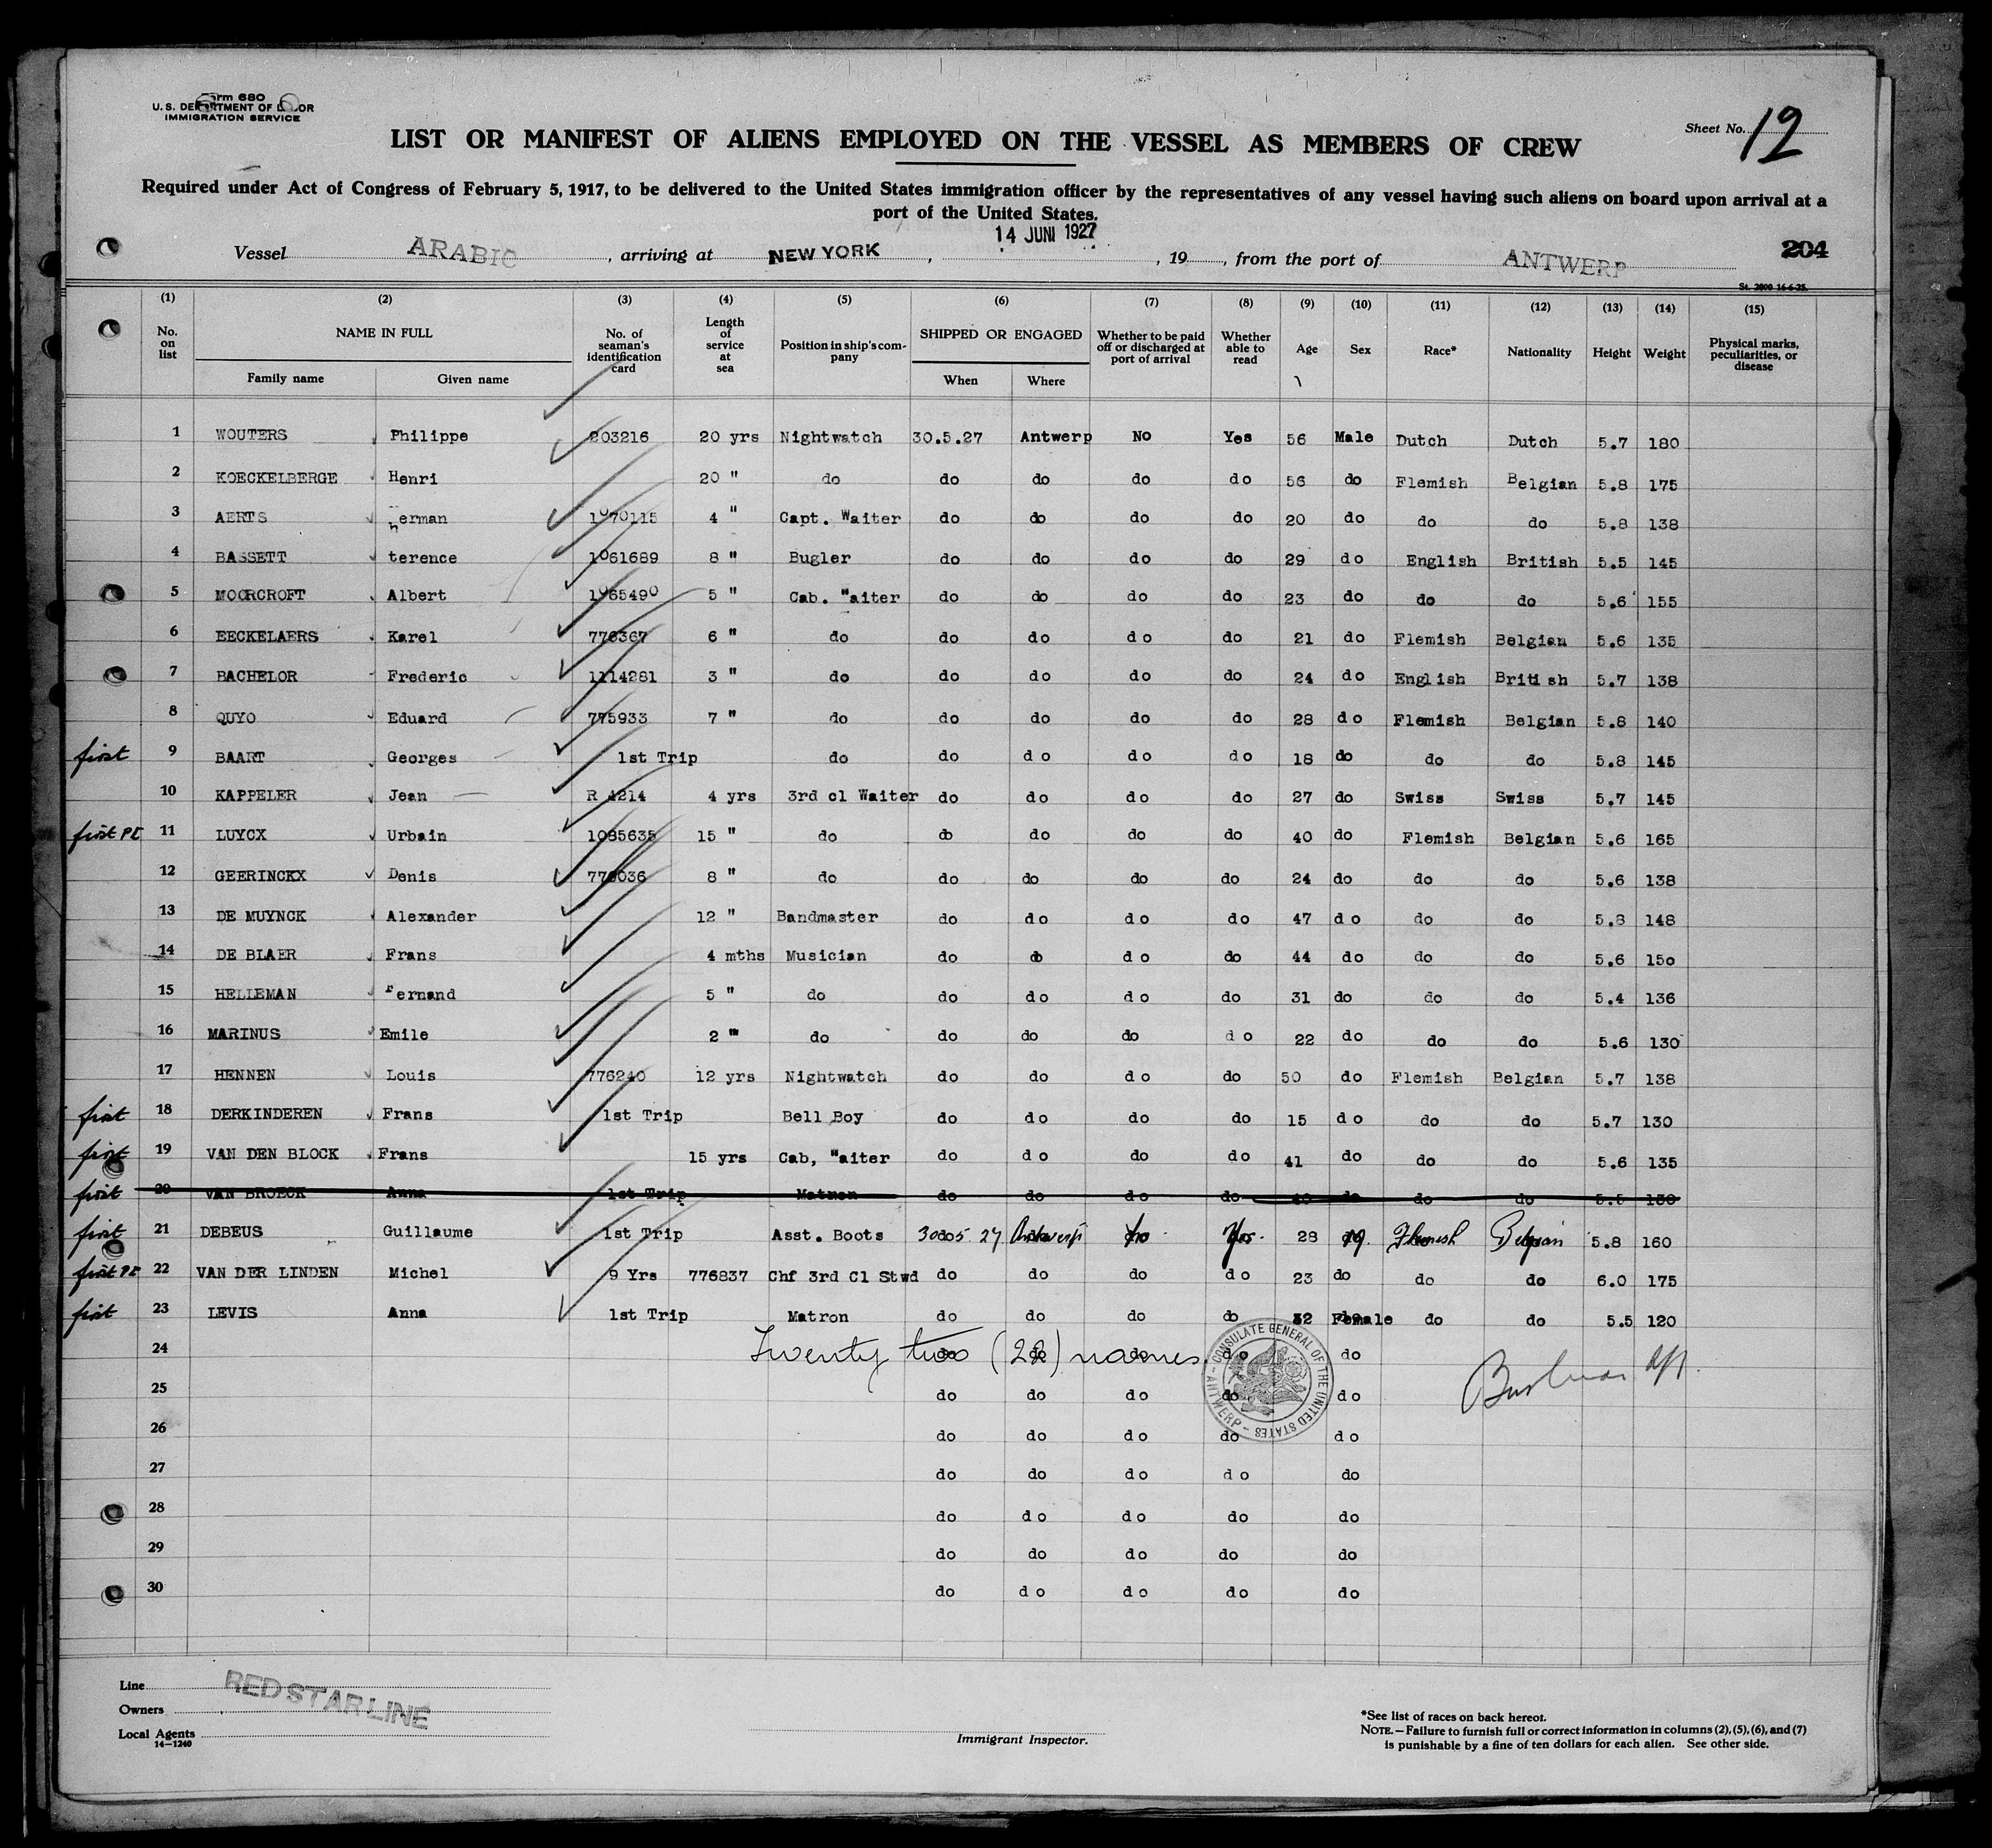 Form 680
U. S. DEPARTMENT OF LABOR
IMMIGRATION SERVICE
Sheet No. 12
LIST OR MANIFEST OF ALIENS EMPLOYED ON THE VESSEL AS MEMBERS OF CREW
Required under Act of Congress of February 5, 1917, to be delivered to the United States immigration officer by the representatives of any vessel having such aliens on board upon arrival at a
port of the United States.
Vessel ARABIC, arriving at NEW YORK, 14 JUNI 1927, 19, from the port of ANTWERP 204
St. 2000 16-6-25.
(1) (2) (3) (4) (5) (6) (7) (8) (9) (10) (11) (12) (13) (14) (15)
No. on list NAME IN FULL Family name Given name No. of seaman's identification card Length of service at sea Position in ship's company SHIPPED OR ENGAGED When Where Whether to be paid off or discharged at port of arrival Whether able to read Age Sex Race* Nationality Height Weight Physical marks, peculiarities, or disease
1 WOUTERS Philippe 203216 20 yrs Nightwatch 30.5.27 Antwerp No Yes 56 Male Dutch Dutch 5.7 180
2 KOECKELBERGE Henri 20 " do do do do do 56 do Flemish Belgian 5.8 175
3 AERTS herman 1070115 4 " Capt. Waiter do do do do 20 do do do 5.8 138
4 BASSETT terence 1061689 8 " Bugler do do do do 29 do English British 5.5 145
5 MOORCROFT Albert 1065490 5 " Cab. "aiter do do do do 23 do do do 5.6 155
6 EECKELAERS Karel 776367 6 " do do do do do 21 do Flemish Belgian 5.6 135
7 BACHELOR Frederic 1114281 3 " do do do do do 24 do English British 5.7 138
8 QUYO Eduard 775933 7 " do do do do do 28 do Flemish Belgian 5.8 140
first 9 BAART Georges 1st Trip do do do do do 18 do do do 5.8 145
10 KAPPELER Jean R 4214 4 yrs 3rd cl Waiter do do do do 27 do Swiss Swiss 5.7 145
first PE 11 LUYCX Urbain 1085635 15 " do do do do do 40 do Flemish Belgian 5.6 165
12 GEERINCKX Denis 776036 8 " do do do do do 24 do do do 5.6 138
13 DE MUYNCK Alexander 12 " Bandmaster do do do do 47 do do do 5.8 148
14 DE BLAER Frans 4 mths Musician do do do do 44 do do do 5.6 150
15 HELLEMAN Fernand 5 " do do do do do 31 do do do 5.4 136
16 MARINUS Emile 2 " do do do do do 22 do do do 5.6 130
17 HENNEN Louis 776240 12 yrs Nightwatch do do do do 50 do Flemish Belgian 5.7 138
first 18 DERKINDEREN Frans 1st Trip Bell Boy do do do do 15 do do do 5.7 130
first 19 VAN DEN BLOCK Frans 15 yrs Cab, "aiter do do do do 41 do do do 5.6 135
first 20 VAN BROECK Anna 1st Trip Matron do do do do 40 do do do 5.5 130
first 21 DEBEUS Guillaume 1st Trip Asst. Boots 30 5 27 Antwerp No Yes. 28 M. Flemish Belgian 5.8 160
first PE 22 VAN DER LINDEN Michel 9 Yrs 776837 Chf 3rd Cl Stwd do do do do 23 do do do 6.0 175
first 23 LEVIS Anna 1st Trip Matron do do do do 32 Female do do 5.5 120
24 do do do do do
Twenty two (22) names.
CONSULATE GENERAL OF THE UNITED STATES - ANTWERP -
25 do do do do do
26 do do do do do
27 do do do do do
28 do do do do do
29 do do do do do
30 do do do do do
Line
Owners
Local Agents
RED STAR LINE
14-1240
Immigrant Inspector.
*See list of races on back hereof.
NOTE.—Failure to furnish full or correct information in columns (2), (5), (6), and (7)
is punishable by a fine of ten dollars for each alien. See other side.